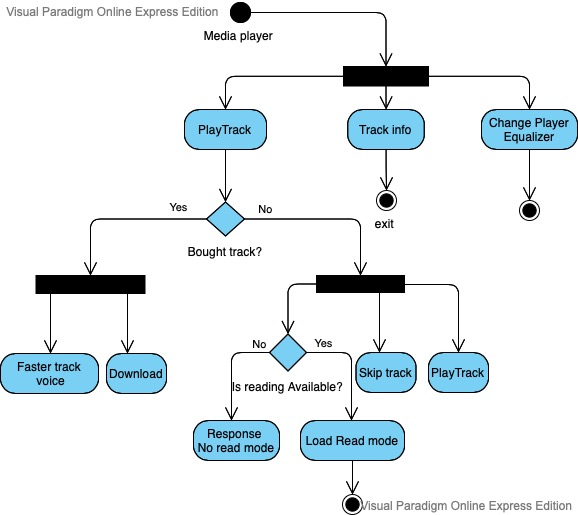 Visual Paradigm Online Express Edition
Media player
PlayTrack
Track info
Change Player
Equalizer
exit
Yes
No
Bought track?
No
Yes
Is reading Available?
Faster track
voice
Download
Skip track
PlayTrack
Response
No read mode
Load Read mode
Visual Paradigm Online Express Edition